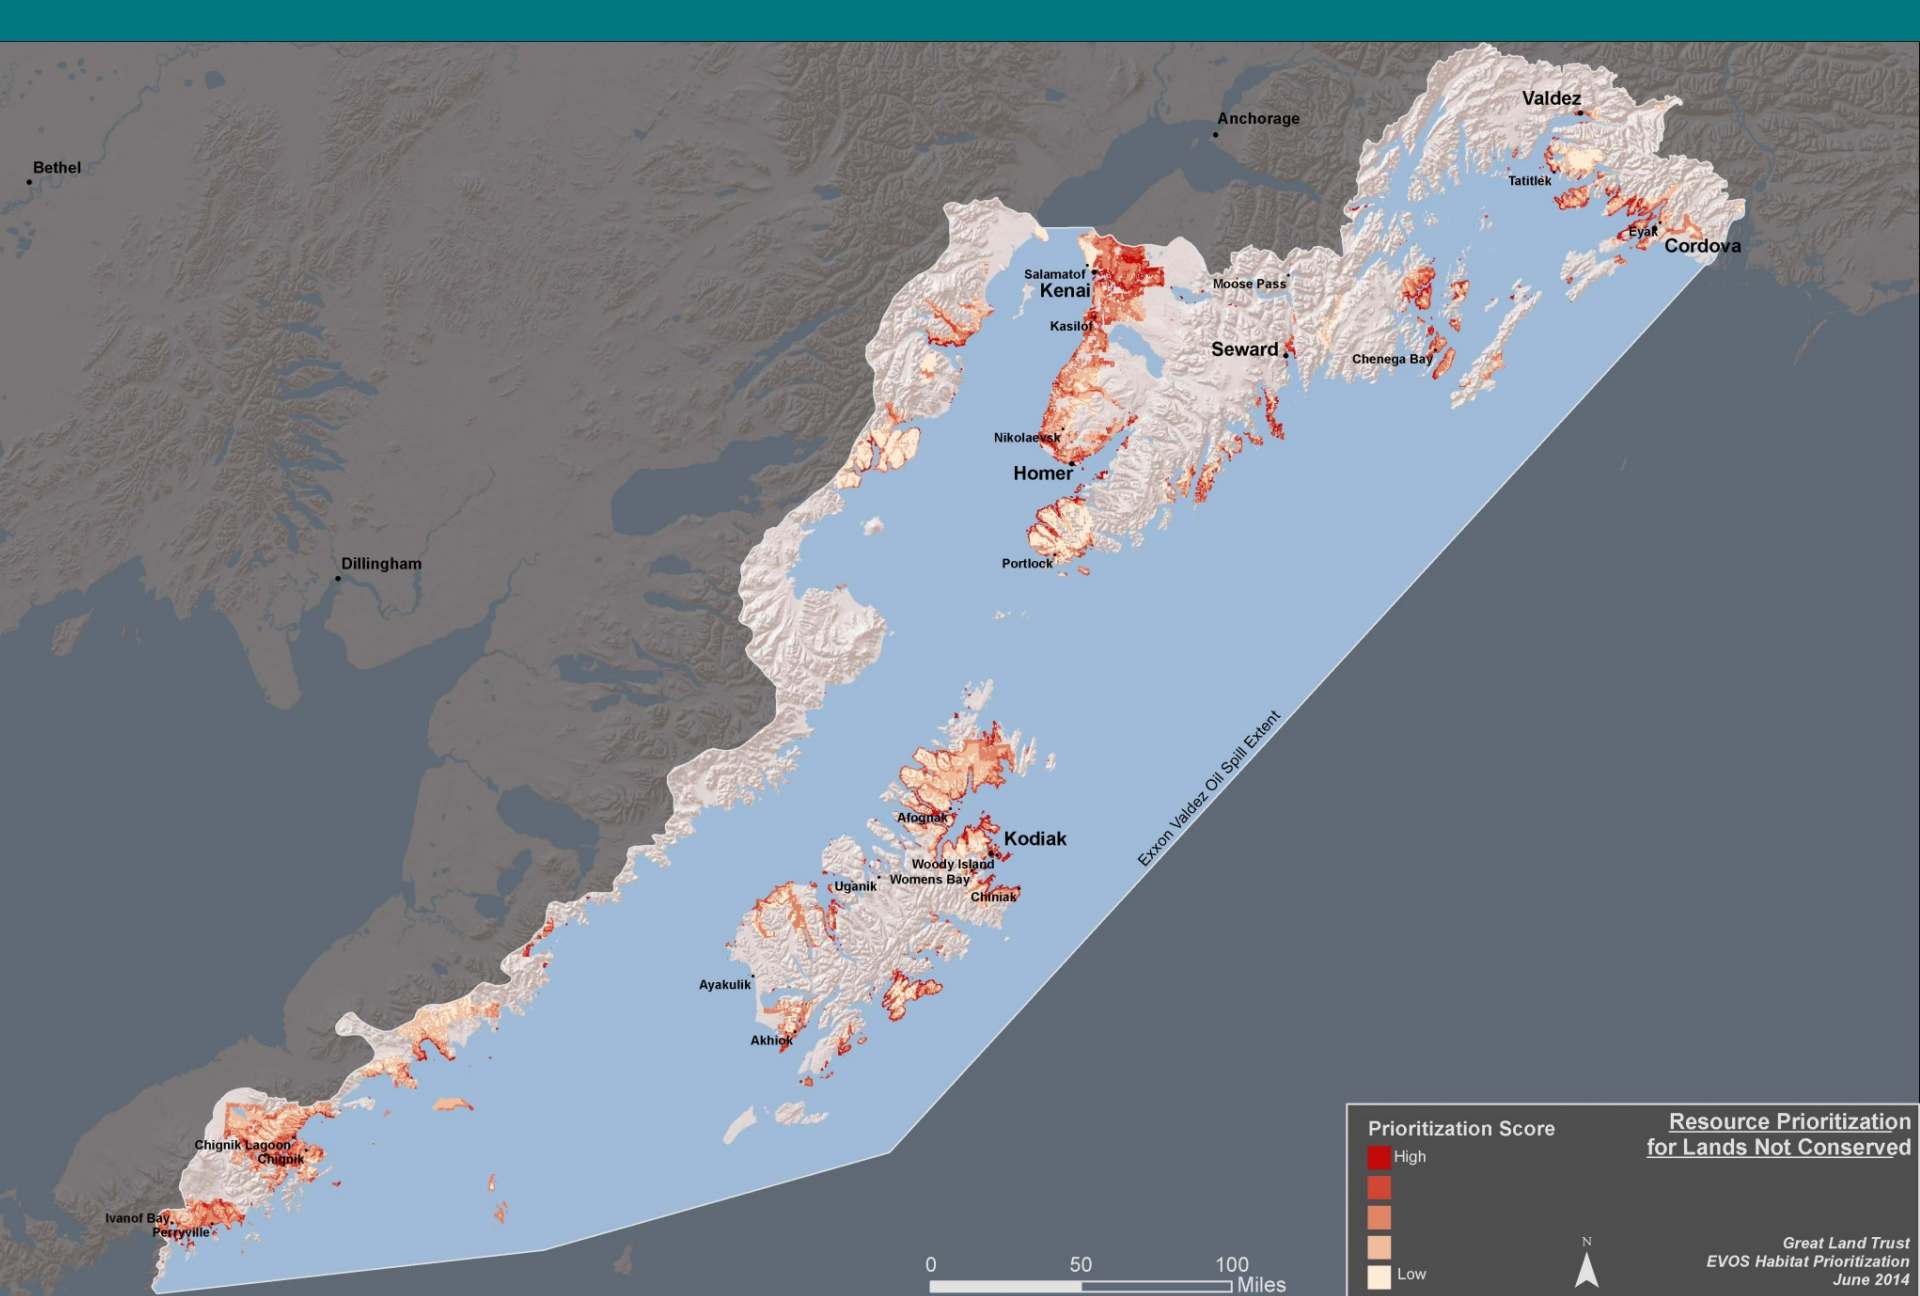 Valdez
Anchorage
Bethel
Tatitlek
Eyak
Cordova
Salamatof
Kenai
Moose Pass
Kasilof
Seward
Chenega Bay
Nikolaevsk
Homer
Portlock
Dillingham
Exxon Valdez Oil Spill Extent
Afognak
Kodiak
Woody Island
Womens Bay
Uganik
Chiniak
Ayakulik
Akhiok
Chignik Lagoon
Chignik
Ivanof Bay
Perryville
0 50 100
Miles
Prioritization Score
High
Low
Resource Prioritization
for Lands Not Conserved
N
Great Land Trust
EVOS Habitat Prioritization
June 2014